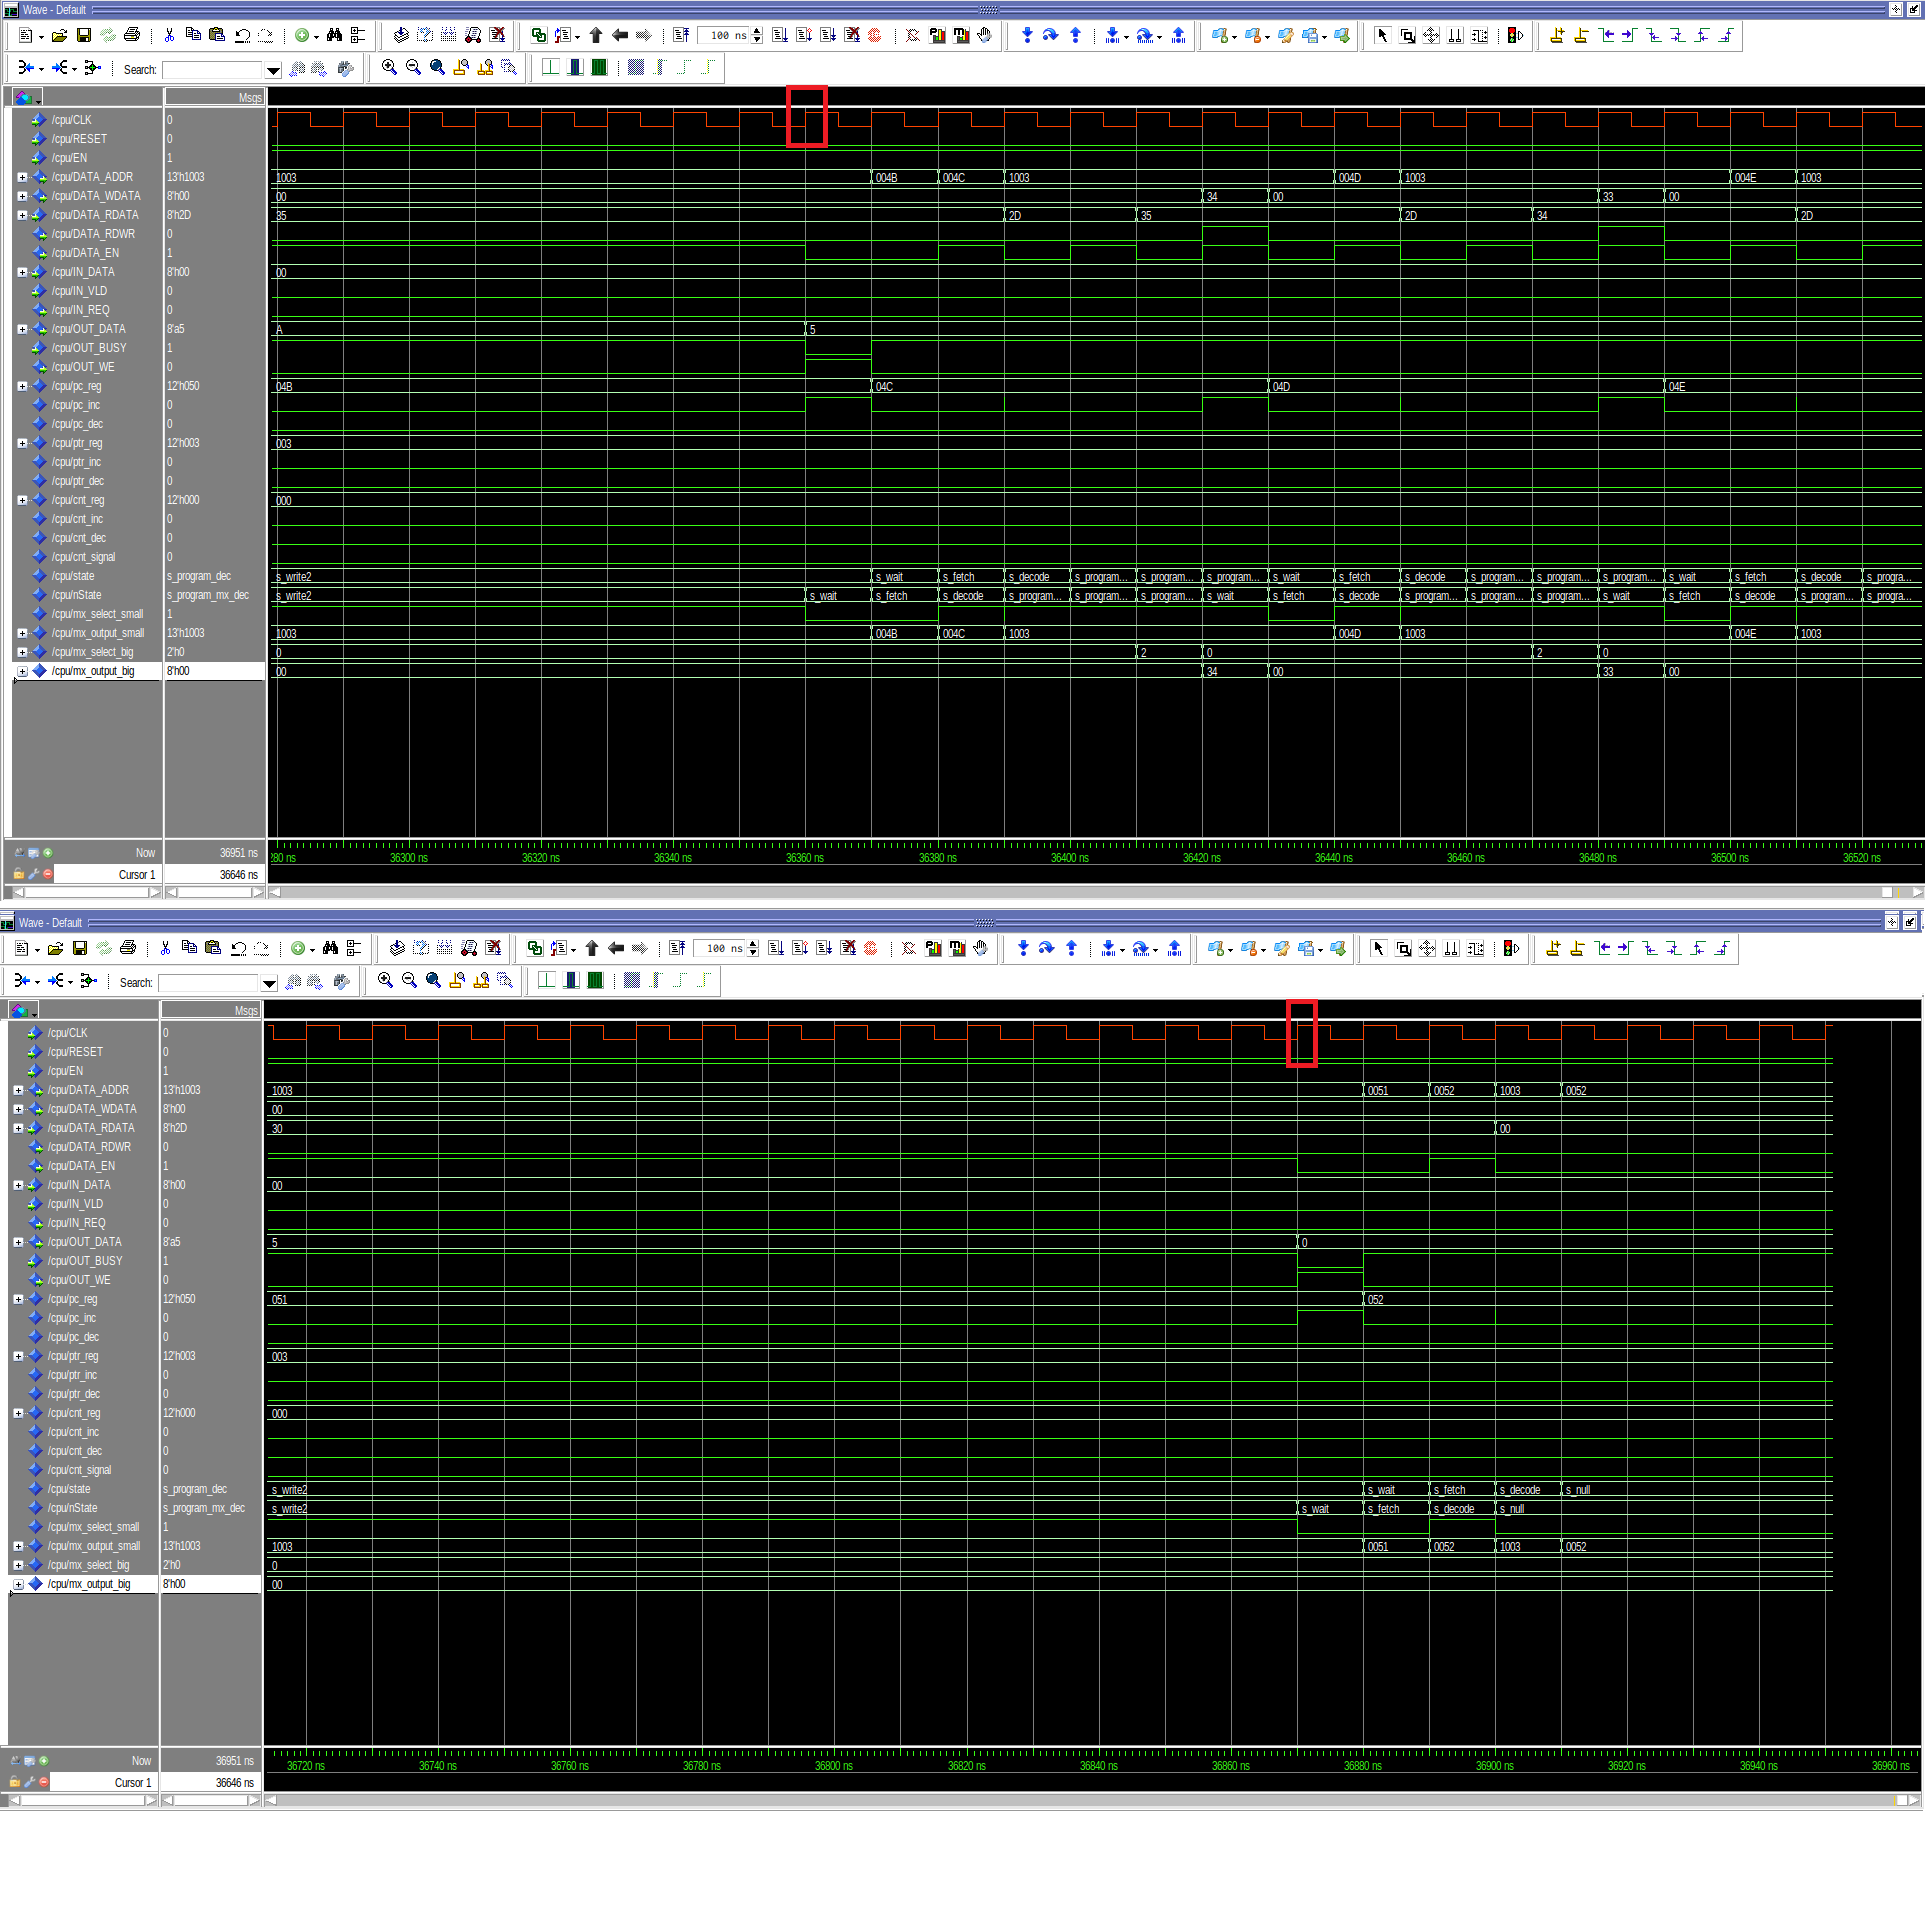 Wave - Default
100 ns
Search:
Msgs
/cpu/CLK 0
/cpu/RESET 0
/cpu/EN 1
/cpu/DATA_ADDR 13'h1003 1003 004B 004C 1003 004D 1003 004E 1003
/cpu/DATA_WDATA 8'h00 00 34 00 33 00
/cpu/DATA_RDATA 8'h2D 35 2D 35 2D 34 2D
/cpu/DATA_RDWR 0
/cpu/DATA_EN 1
/cpu/IN_DATA 8'h00 00
/cpu/IN_VLD 0
/cpu/IN_REQ 0
/cpu/OUT_DATA 8'a5 A 5
/cpu/OUT_BUSY 1
/cpu/OUT_WE 0
/cpu/pc_reg 12'h050 04B 04C 04D 04E
/cpu/pc_inc 0
/cpu/pc_dec 0
/cpu/ptr_reg 12'h003 003
/cpu/ptr_inc 0
/cpu/ptr_dec 0
/cpu/cnt_reg 12'h000 000
/cpu/cnt_inc 0
/cpu/cnt_dec 0
/cpu/cnt_signal 0
/cpu/state s_program_dec s_write2 s_wait s_fetch s_decode s_program... s_program... s_program... s_wait s_fetch s_decode s_program... s_program... s_program... s_wait s_fetch s_decode s_progra...
/cpu/nState s_program_mx_dec s_write2 s_wait s_fetch s_decode s_program... s_program... s_program... s_wait s_fetch s_decode s_program... s_program... s_program... s_wait s_fetch s_decode s_program... s_progra...
/cpu/mx_select_small 1
/cpu/mx_output_small 13'h1003 1003 004B 004C 1003 004D 1003 004E 1003
/cpu/mx_select_big 2'h0 0 2 0 2 0
/cpu/mx_output_big 8'h00 00 34 00 33 00
Now 36951 ns 280 ns 36300 ns 36320 ns 36340 ns 36360 ns 36380 ns 36400 ns 36420 ns 36440 ns 36460 ns 36480 ns 36500 ns 36520 ns
Cursor 1 36646 ns
Wave - Default
100 ns
Search:
Msgs
/cpu/CLK 0
/cpu/RESET 0
/cpu/EN 1
/cpu/DATA_ADDR 13'h1003 1003 0051 0052 1003 0052
/cpu/DATA_WDATA 8'h00 00
/cpu/DATA_RDATA 8'h2D 30 00
/cpu/DATA_RDWR 0
/cpu/DATA_EN 1
/cpu/IN_DATA 8'h00 00
/cpu/IN_VLD 0
/cpu/IN_REQ 0
/cpu/OUT_DATA 8'a5 5 0
/cpu/OUT_BUSY 1
/cpu/OUT_WE 0
/cpu/pc_reg 12'h050 051 052
/cpu/pc_inc 0
/cpu/pc_dec 0
/cpu/ptr_reg 12'h003 003
/cpu/ptr_inc 0
/cpu/ptr_dec 0
/cpu/cnt_reg 12'h000 000
/cpu/cnt_inc 0
/cpu/cnt_dec 0
/cpu/cnt_signal 0
/cpu/state s_program_dec s_write2 s_wait s_fetch s_decode s_null
/cpu/nState s_program_mx_dec s_write2 s_wait s_fetch s_decode s_null
/cpu/mx_select_small 1
/cpu/mx_output_small 13'h1003 1003 0051 0052 1003 0052
/cpu/mx_select_big 2'h0 0
/cpu/mx_output_big 8'h00 00
Now 36951 ns 36720 ns 36740 ns 36760 ns 36780 ns 36800 ns 36820 ns 36840 ns 36860 ns 36880 ns 36900 ns 36920 ns 36940 ns 36960 ns
Cursor 1 36646 ns